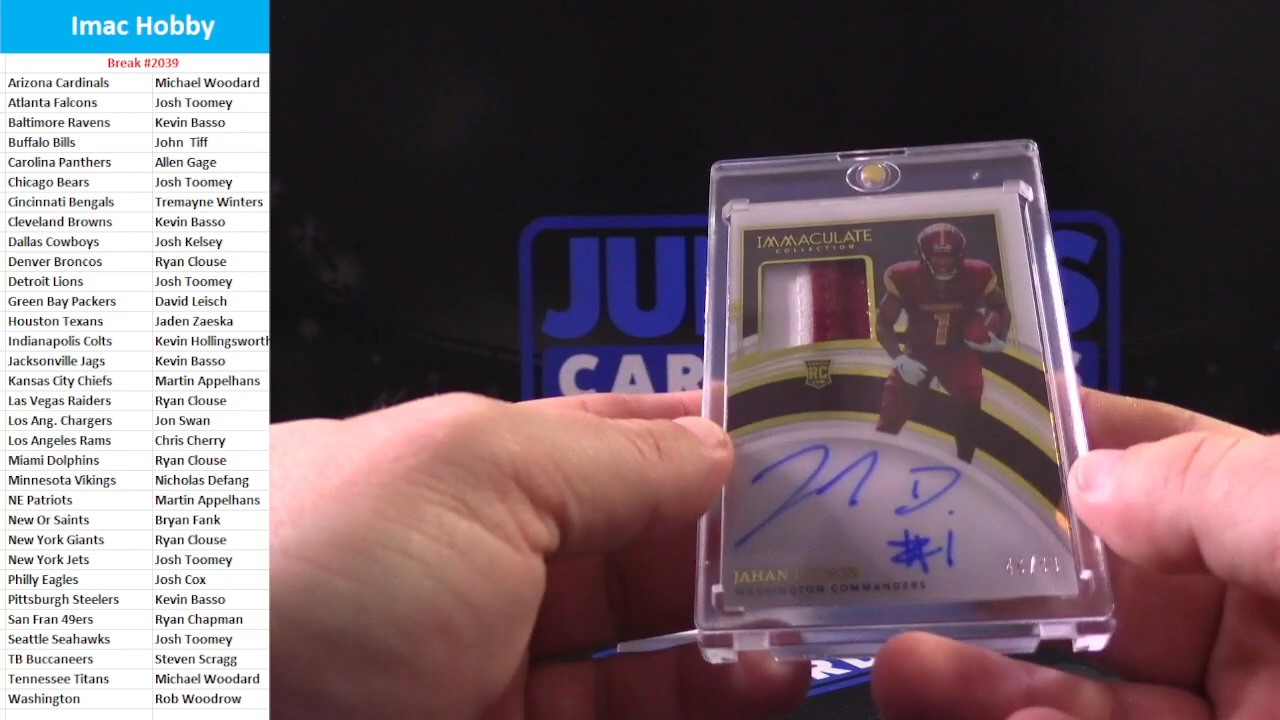 Imac Hobby
Break #2039
Arizona Cardinals Michael Woodard
Atlanta Falcons Josh Toomey
Baltimore Ravens Kevin Basso
Buffalo Bills John Tiff
Carolina Panthers Allen Gage
Chicago Bears Josh Toomey
Cincinnati Bengals Tremayne Winters
Cleveland Browns Kevin Basso
Dallas Cowboys Josh Kelsey
Denver Broncos Ryan Clouse
Detroit Lions Josh Toomey
Green Bay Packers David Leisch
Houston Texans Jaden Zaeska
Indianapolis Colts Kevin Hollingsworth
Jacksonville Jags Kevin Basso
Kansas City Chiefs Martin Appelhans
Las Vegas Raiders Ryan Clouse
Los Ang. Chargers Jon Swan
Los Angeles Rams Chris Cherry
Miami Dolphins Ryan Clouse
Minnesota Vikings Nicholas Defang
NE Patriots Martin Appelhans
New Or Saints Bryan Fank
New York Giants Ryan Clouse
New York Jets Josh Toomey
Philly Eagles Josh Cox
Pittsburgh Steelers Kevin Basso
San Fran 49ers Ryan Chapman
Seattle Seahawks Josh Toomey
TB Buccaneers Steven Scragg
Tennessee Titans Michael Woodard
Washington Rob Woodrow
IMMACULATE
COLLECTION
1
RC
J D.
#1
JAHAN
WASHINGTON COMMANDERS